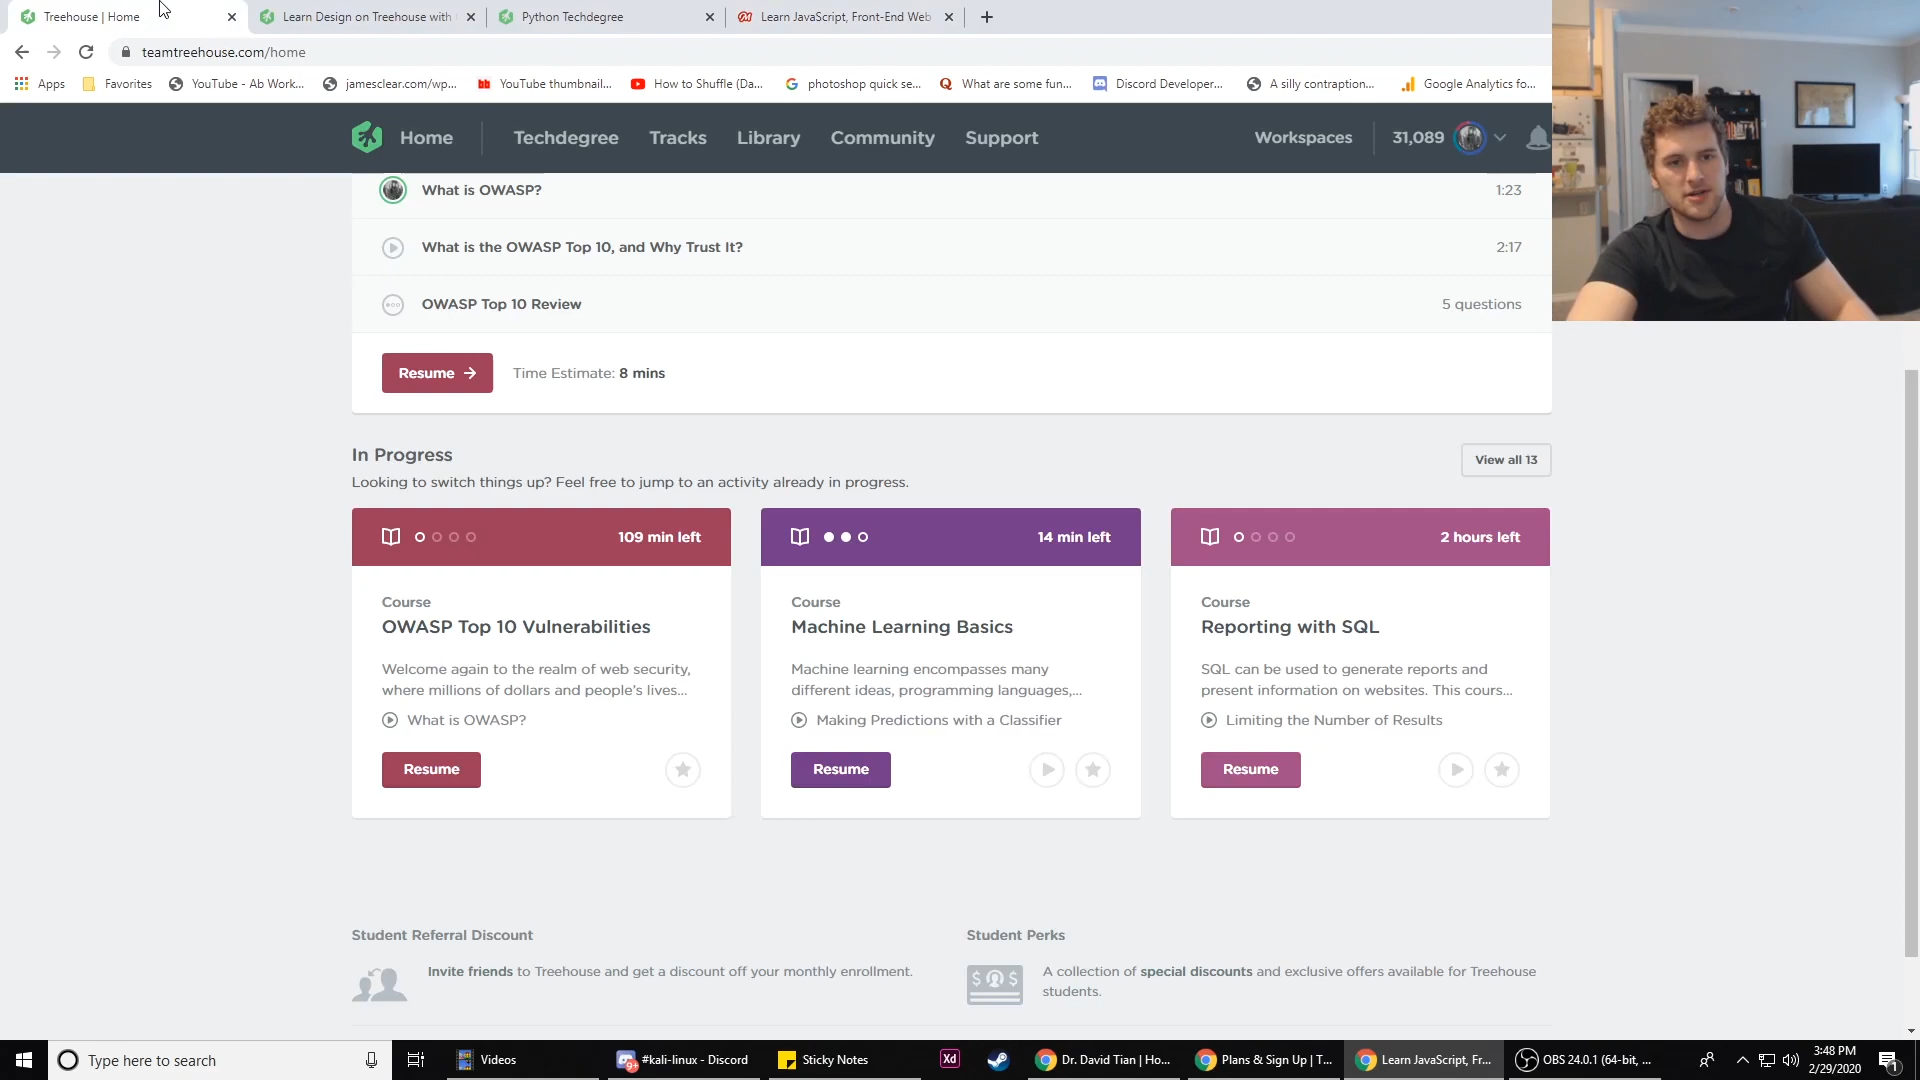 Treehouse | Home
Learn Design on Treehouse with
Python Techdegree
Learn JavaScript, Front-End Web
teamtreehouse.com/home
Apps
Favorites
YouTube - Ab Work...
jamesclear.com/wp...
YouTube thumbnail...
How to Shuffle (Da...
photoshop quick se...
What are some fun...
Discord Developer...
A silly contraption...
Google Analytics fo...
Home
Techdegree
Tracks
Library
Community
Support
Workspaces
31,089
What is OWASP?
1:23
What is the OWASP Top 10, and Why Trust It?
2:17
OWASP Top 10 Review
5 questions
Resume →
Time Estimate: 8 mins
In Progress
View all 13
Looking to switch things up? Feel free to jump to an activity already in progress.
109 min left
Course
OWASP Top 10 Vulnerabilities
Welcome again to the realm of web security,
where millions of dollars and people's lives...
What is OWASP?
Resume
14 min left
Course
Machine Learning Basics
Machine learning encompasses many
different ideas, programming languages,...
Making Predictions with a Classifier
Resume
2 hours left
Course
Reporting with SQL
SQL can be used to generate reports and
present information on websites. This cours...
Limiting the Number of Results
Resume
Student Referral Discount
Invite friends to Treehouse and get a discount off your monthly enrollment.
Student Perks
A collection of special discounts and exclusive offers available for Treehouse
students.
Type here to search
Videos
9+
#kali-linux - Discord
Sticky Notes
Xd
Dr. David Tian | Ho...
Plans & Sign Up | T...
Learn JavaScript, Fr...
OBS 24.0.1 (64-bit, ...
3:48 PM
2/29/2020
1